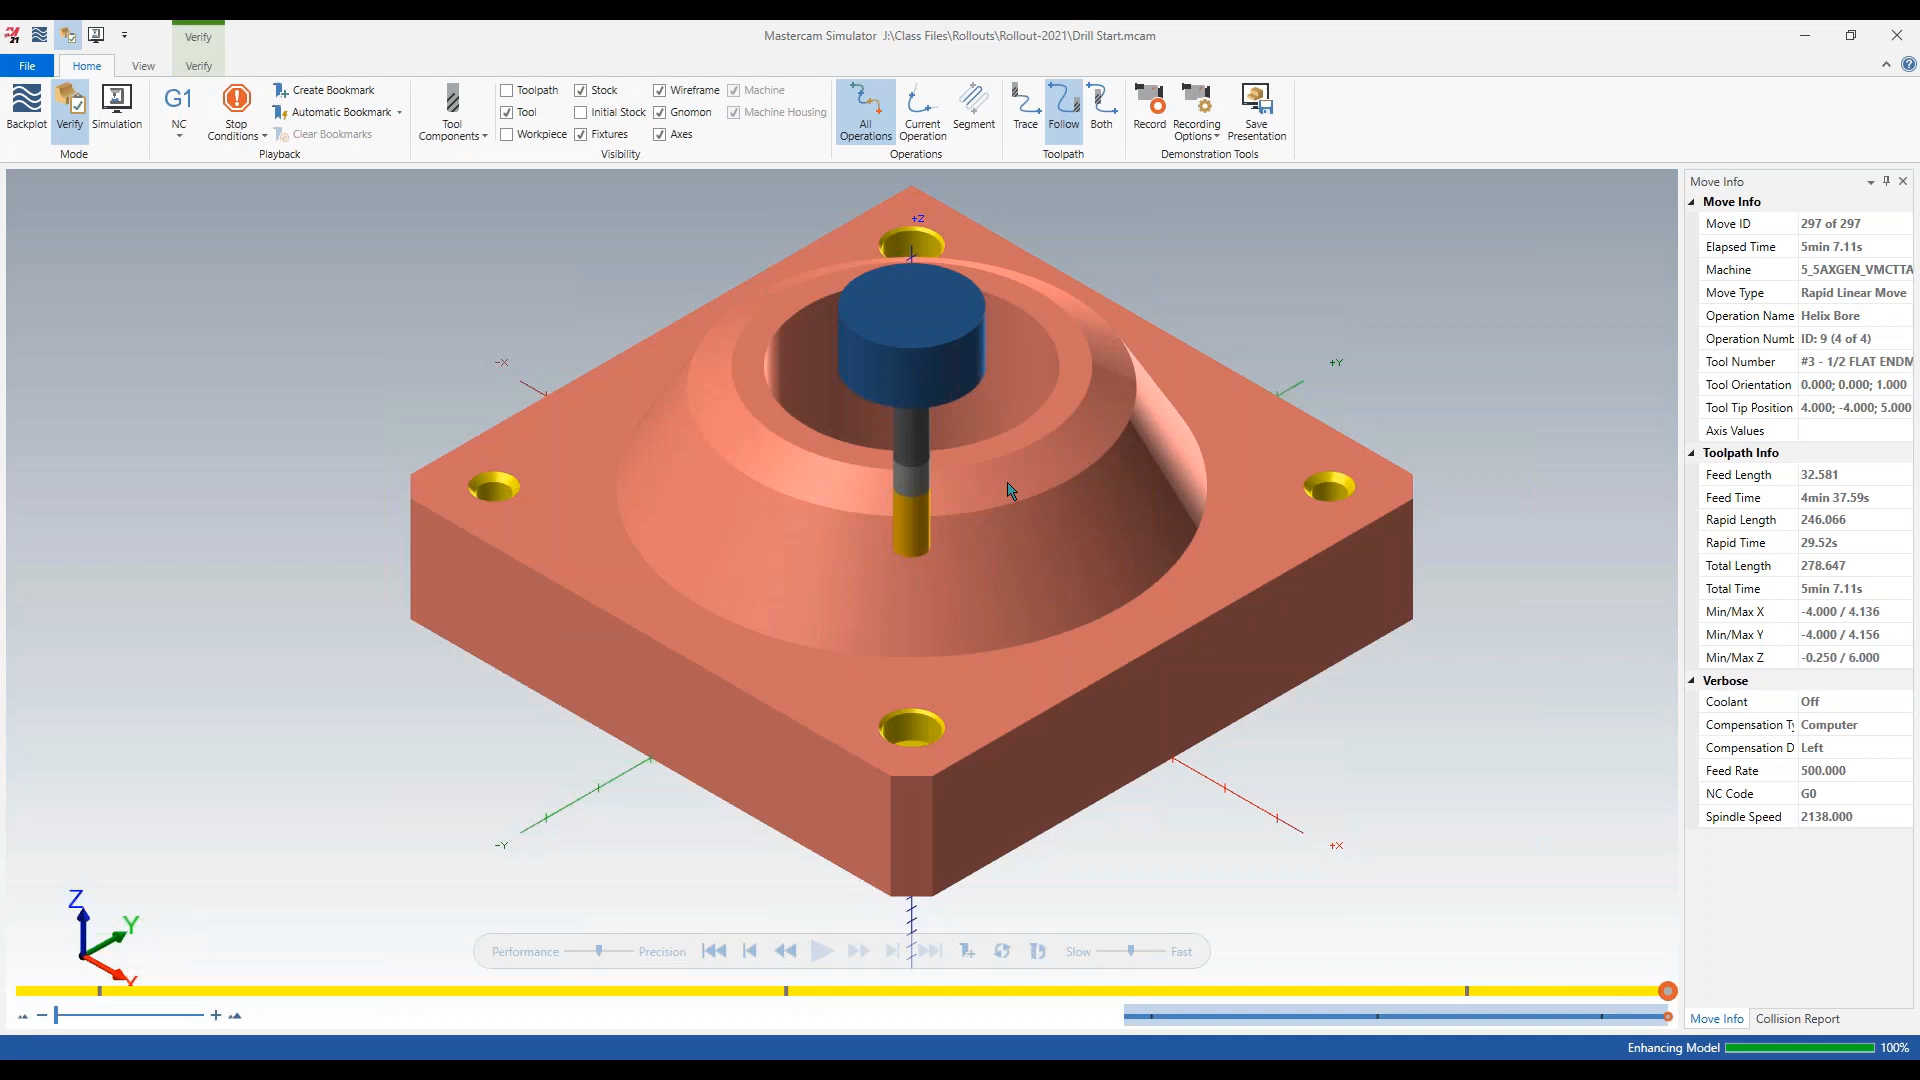 Verify
Mastercam Simulator  J:\Class Files\Rollouts\Rollout-2021\Drill Start.mcam
File
Home
View
Verify
Backplot
Verify
Simulation
Mode
G1
NC
Stop
Conditions
Create Bookmark
Automatic Bookmark
Clear Bookmarks
Playback
Tool
Components
Toolpath
Tool
Workpiece
Stock
Initial Stock
Fixtures
Wireframe
Gnomon
Axes
Machine
Machine Housing
Visibility
All
Operations
Current
Operation
Segment
Operations
Trace
Follow
Both
Toolpath
Record
Recording
Options
Save
Presentation
Demonstration Tools
+Z
-X
+Y
-Y
+X
Z
Y
X
Performance
Precision
Slow
Fast
Move Info
Move Info
Move ID 297 of 297
Elapsed Time 5min 7.11s
Machine 5_5AXGEN_VMCTTA
Move Type Rapid Linear Move
Operation Name Helix Bore
Operation Numb ID: 9 (4 of 4)
Tool Number #3 - 1/2 FLAT ENDM
Tool Orientation 0.000; 0.000; 1.000
Tool Tip Position 4.000; -4.000; 5.000
Axis Values
Toolpath Info
Feed Length 32.581
Feed Time 4min 37.59s
Rapid Length 246.066
Rapid Time 29.52s
Total Length 278.647
Total Time 5min 7.11s
Min/Max X -4.000 / 4.136
Min/Max Y -4.000 / 4.156
Min/Max Z -0.250 / 6.000
Verbose
Coolant Off
Compensation Ty Computer
Compensation D Left
Feed Rate 500.000
NC Code G0
Spindle Speed 2138.000
Move Info
Collision Report
Enhancing Model
100%